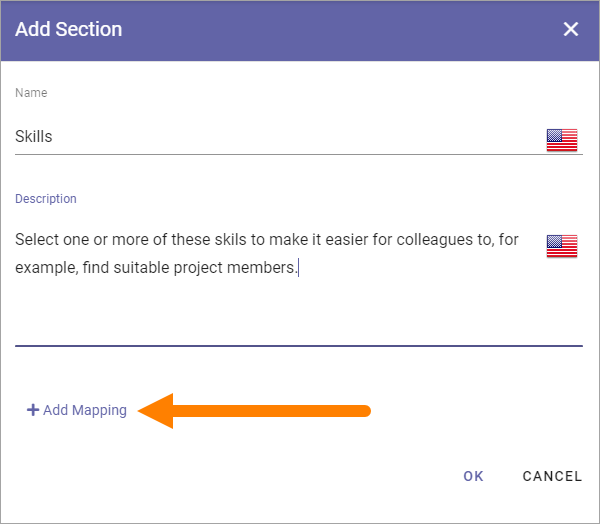 Add Section
Name
Skills
Description
Select one or more of these skils to make it easier for colleagues to, for
example, find suitable project members.
Add Mapping
OK CANCEL